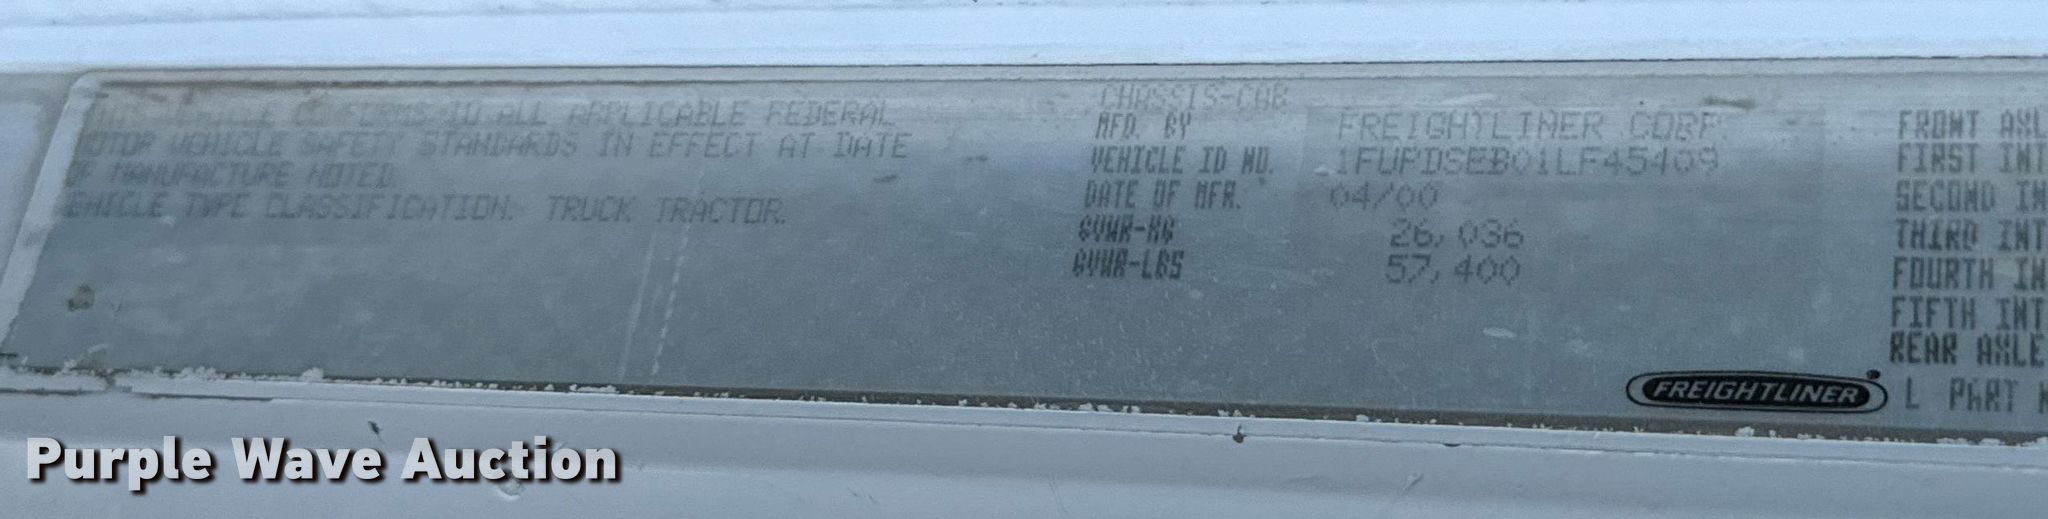 CONFORMS TO ALL APPLICABLE FEDERAL
MOTOR VEHICLE SAFETY STANDARDS IN EFFECT AT DATE
OF MANUFACTURE NOTED.
VEHICLE TYPE CLASSIFICATION: TRUCK TRACTOR.
CHASSIS-CAB
MFD. BY FREIGHTLINER CORP.
VEHICLE ID NO. 1FUPDSEB01LF45409
DATE OF MFR. 04/00
GVWR-KG 26,036
GVWR-LBS 57,400
FRONT AXL
FIRST INT
SECOND IN
THIRD INT
FOURTH IN
FIFTH INT
REAR AXLE
FREIGHTLINER L PART
Purple Wave Auction